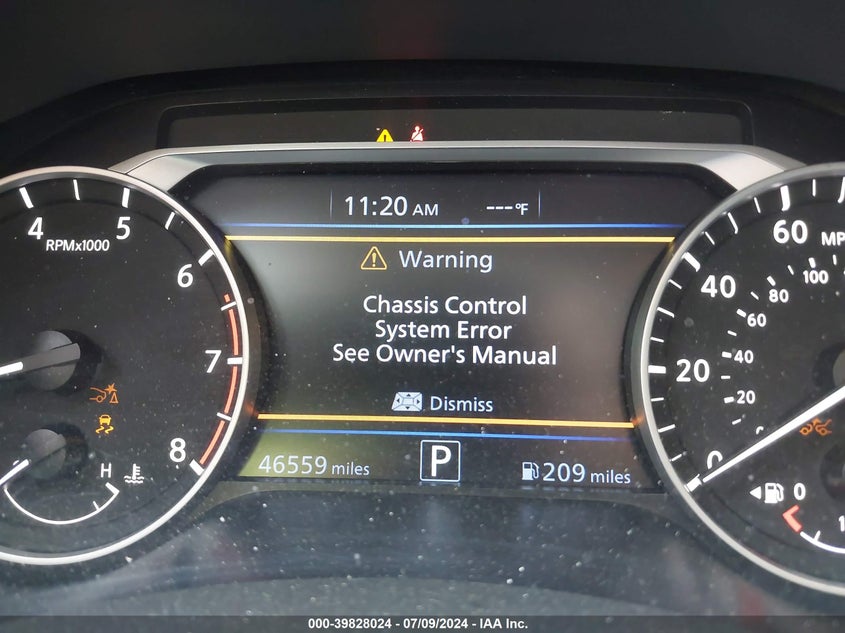 11:20 AM ---°F
4 5 6 7 8
RPMx1000
Warning
Chassis Control
System Error
See Owner's Manual
Dismiss
46559 miles P 209 miles
H
60 MP
40
20
0
100
80
60
40
20
0
1
000-39828024 / 07/09/2024 - IAA Inc.